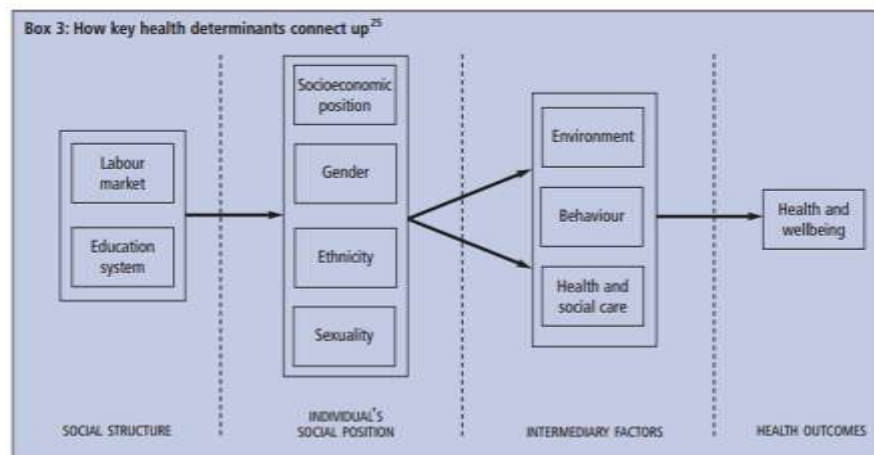 Box 3: How key health determinants connect up25
Labour
market
Education
system
Socioeconomic
position
Gender
Ethnicity
Sexuality
Environment
Behaviour
Health and
social care
Health and
wellbeing
SOCIAL STRUCTURE
INDIVIDUAL'S
SOCIAL POSITION
INTERMEDIARY FACTORS
HEALTH OUTCOMES